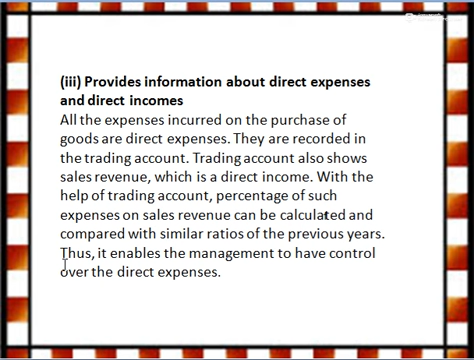 (iii) Provides information about direct expenses
and direct incomes
All the expenses incurred on the purchase of
goods are direct expenses. They are recorded in
the trading account. Trading account also shows
sales revenue, which is a direct income. With the
help of trading account, percentage of such
expenses on sales revenue can be calculated and
compared with similar ratios of the previous years.
Thus, it enables the management to have control
over the direct expenses.